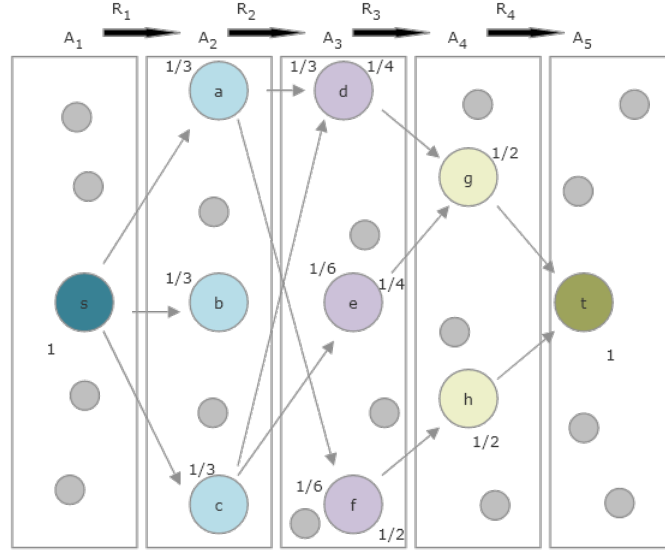 R1 R2 R3 R4
A1 A2 A3 A4 A5
1/3 1/3 1/4
a d
1/2
g
1/3 1/6
1/4
s b e t
1 1
h
1/2
1/3
1/6
c f
1/2